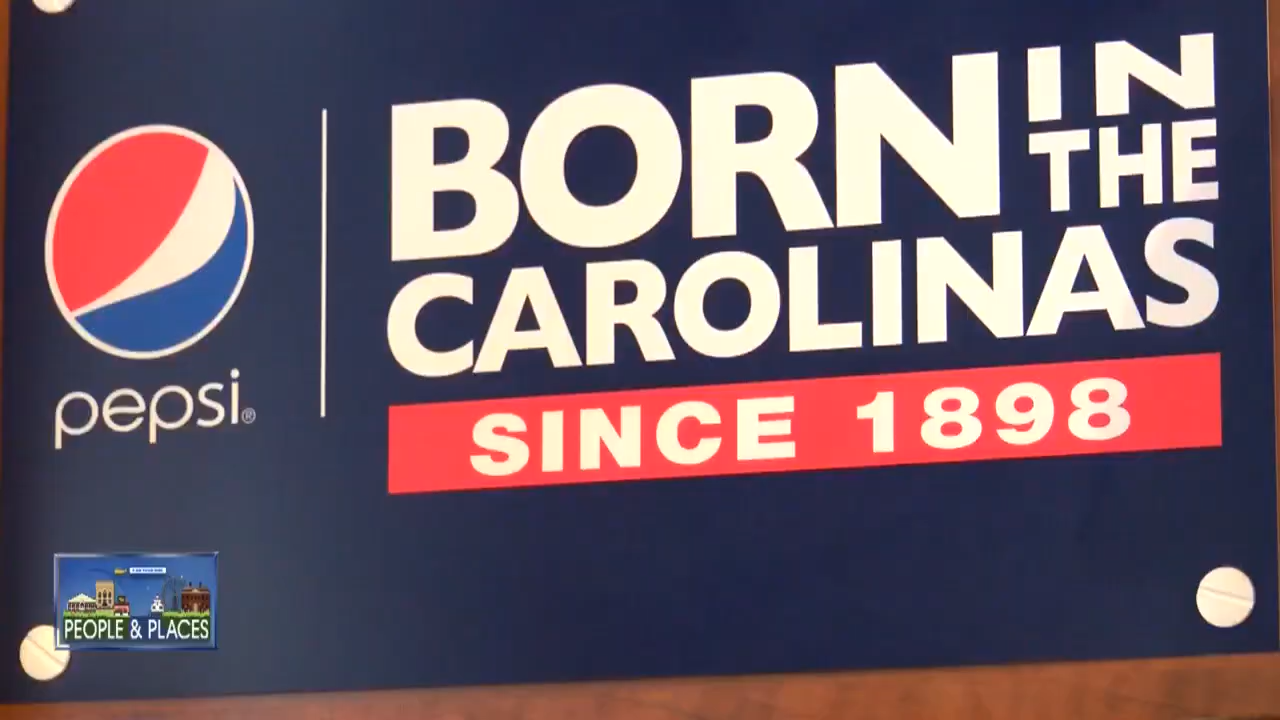 pepsi®
BORN IN
THE
CAROLINAS
SINCE 1898
PEOPLE & PLACES